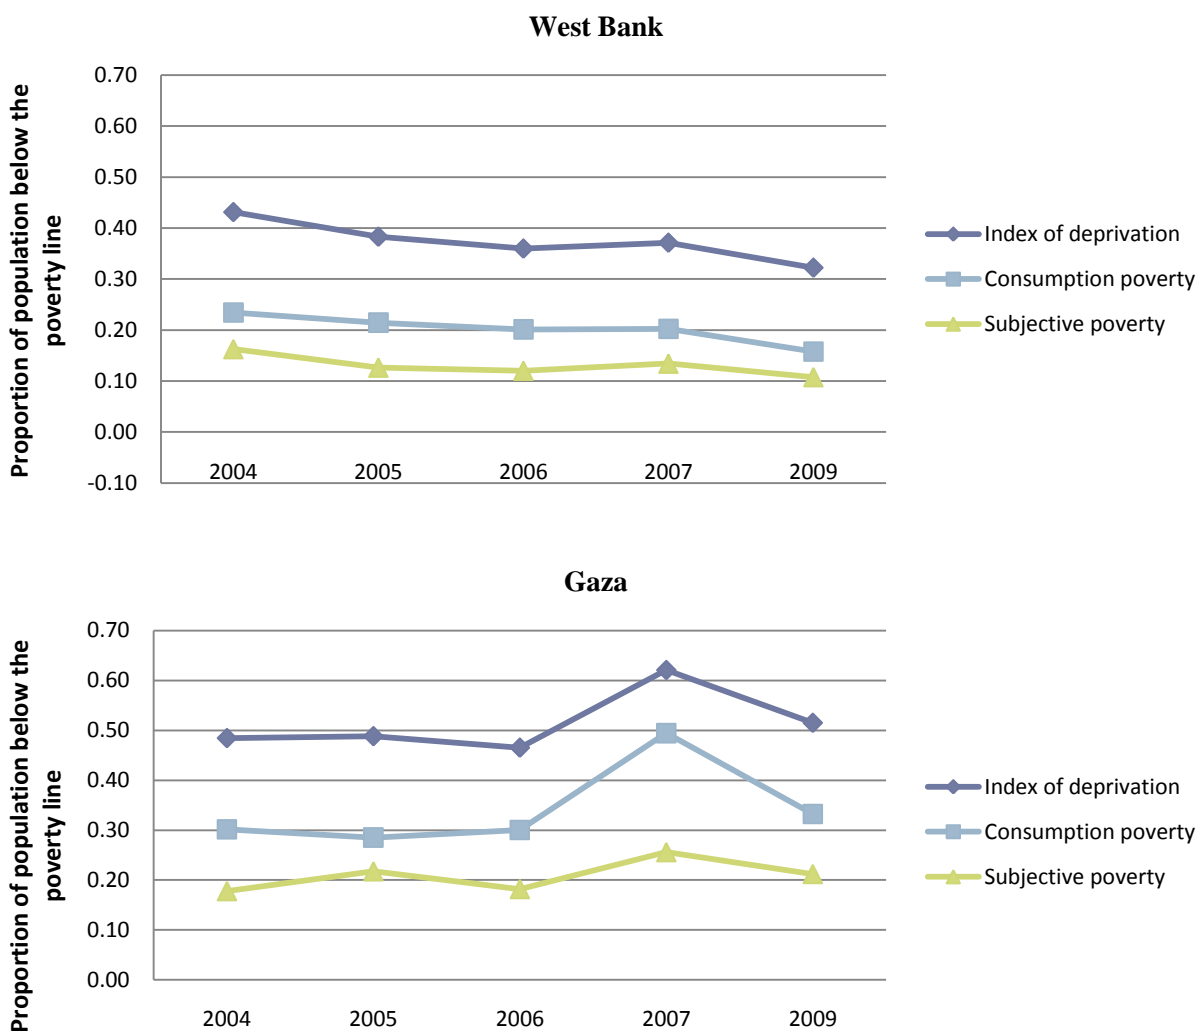 West Bank
Proportion of population below the
poverty line
0.70
0.60
0.50
0.40
0.30
0.20
0.10
0.00
-0.10
2004 2005 2006 2007 2009
Index of deprivation
Consumption poverty
Subjective poverty
Gaza
Proportion of population below the
poverty line
0.70
0.60
0.50
0.40
0.30
0.20
0.10
0.00
2004 2005 2006 2007 2009
Index of deprivation
Consumption poverty
Subjective poverty